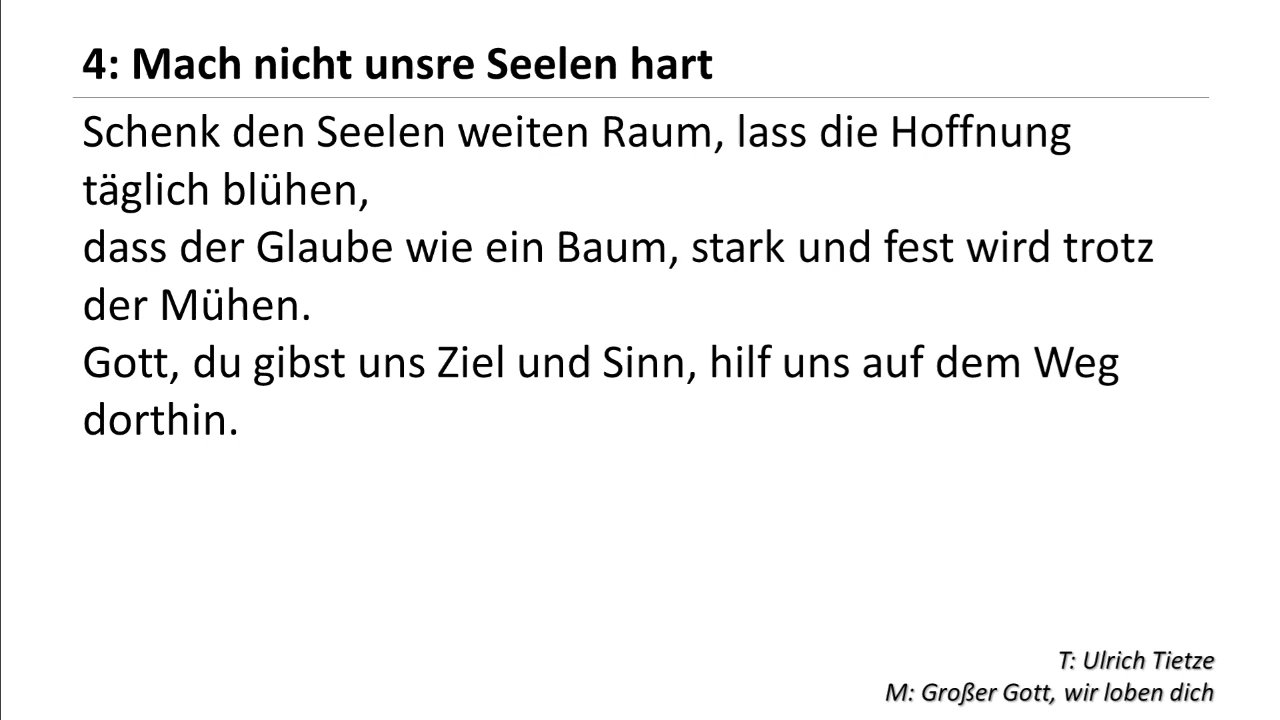 4: Mach nicht unsre Seelen hart
Schenk den Seelen weiten Raum, lass die Hoffnung
täglich blühen,
dass der Glaube wie ein Baum, stark und fest wird trotz
der Mühen.
Gott, du gibst uns Ziel und Sinn, hilf uns auf dem Weg
dorthin.
T: Ulrich Tietze
M: Großer Gott, wir loben dich